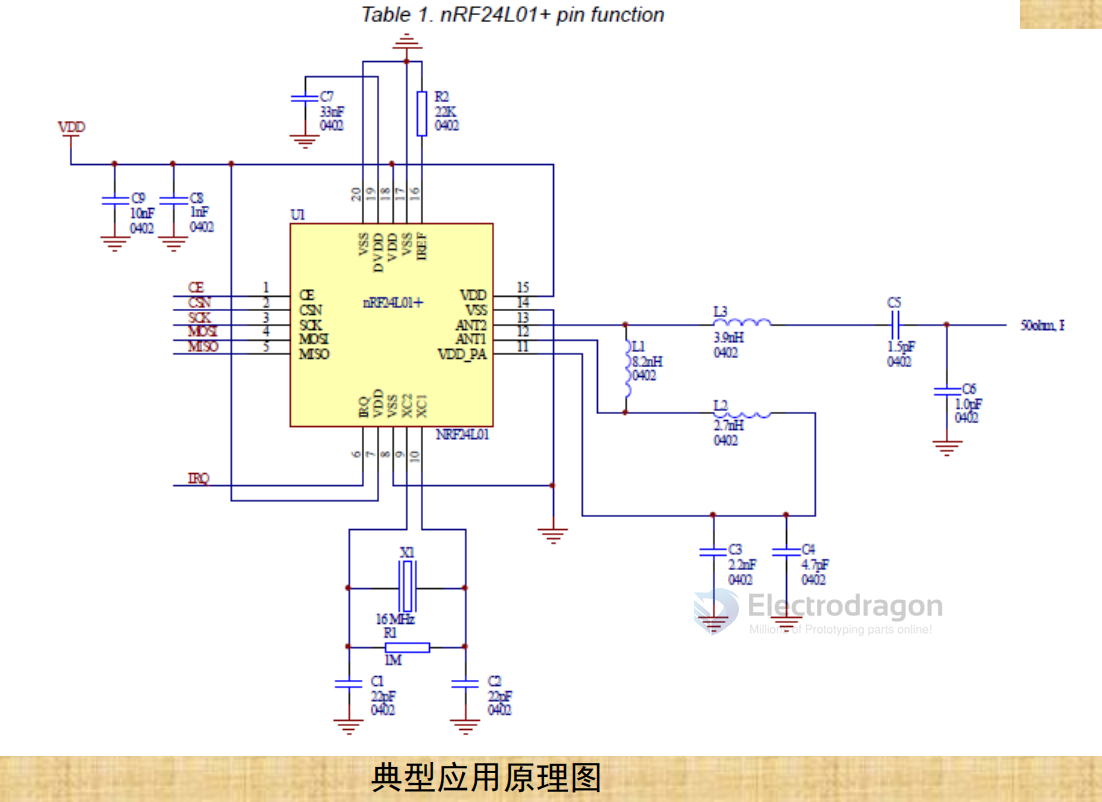 Table 1. nRF24L01+ pin function
C7
33nF
0402
R2
22K
0402
VDD
C9
10nF
0402
C8
1nF
0402
20
19
18
17
16
U1
VSS
DVDD
VDD
VSS
IREF
nRF24L01+
CE
1
CE
CSN
2
CSN
SCK
3
SCK
MOSI
4
MOSI
MISO
5
MISO
VDD
15
VSS
14
ANT2
13
ANT1
12
VDD_PA
11
IRQ
VDD
VSS
XC2
XC1
NRF24L01
6
7
8
9
10
IRQ
L3
3.9nH
0402
L1
8.2nH
0402
L2
2.7nH
0402
C5
1.5pF
0402
50ohm, F
C6
1.0pF
0402
C3
2.2nF
0402
C4
4.7pF
0402
X1
16 MHz
R1
1M
C1
22pF
0402
C2
22pF
0402
Electrodragon
Millions of Prototyping parts online!
典型应用原理图